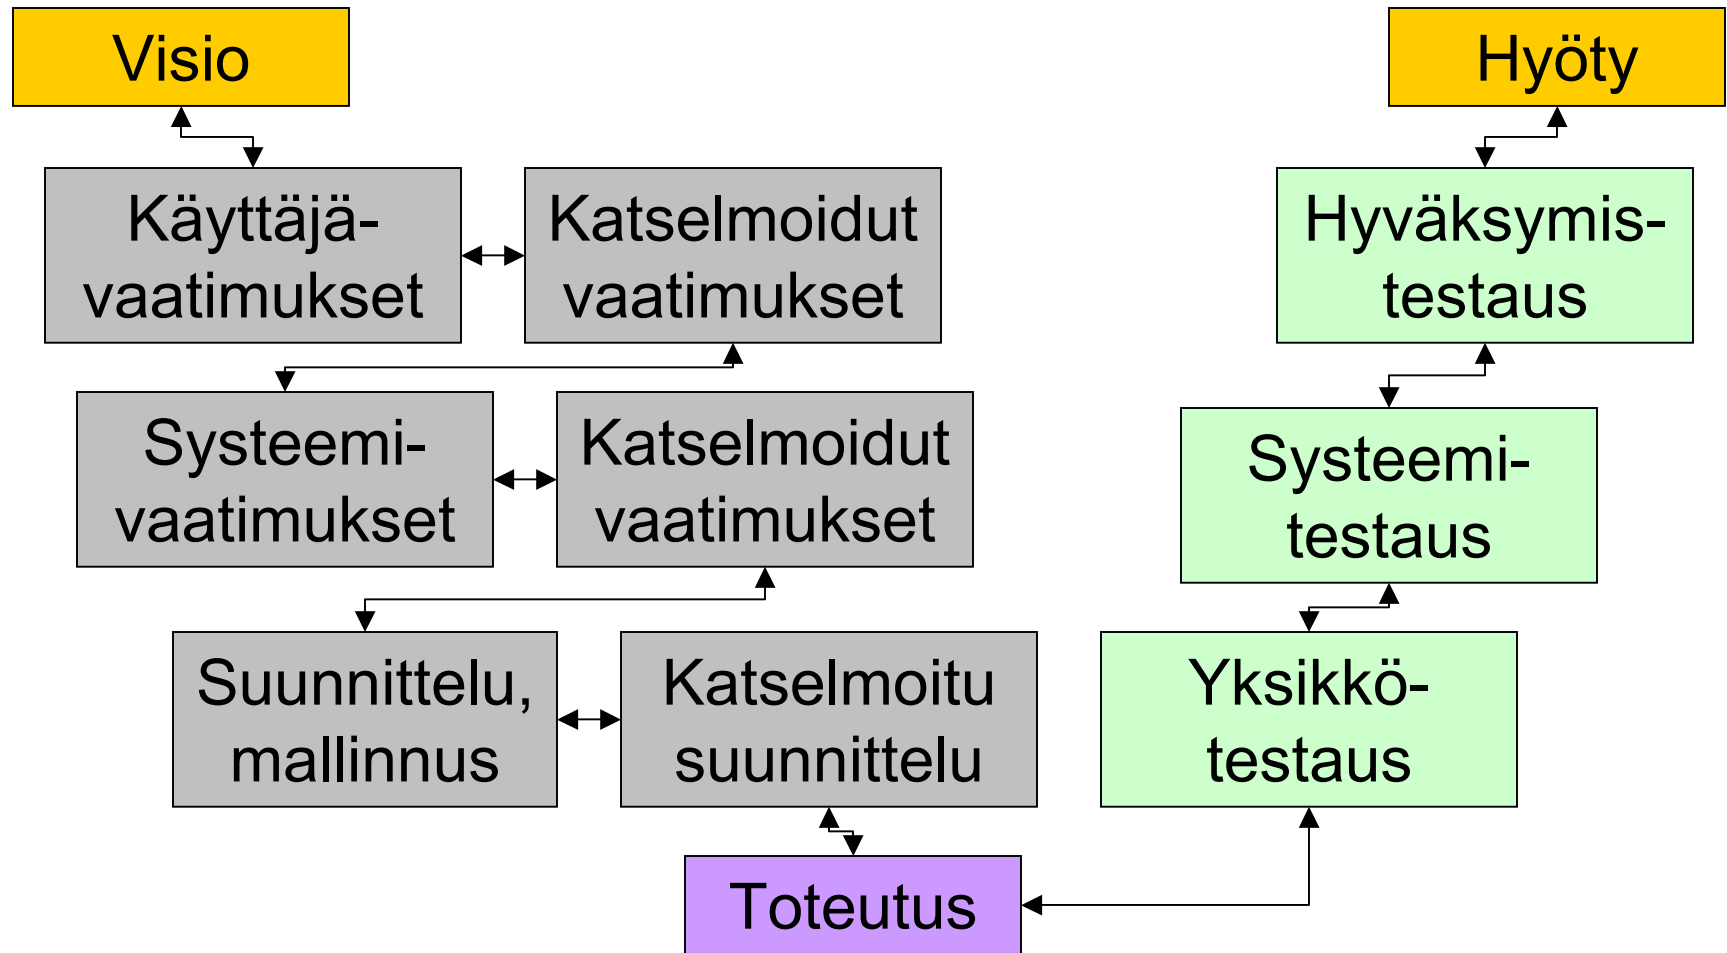 Visio
Hyöty
Käyttäjä-
vaatimukset
Katselmoidut
vaatimukset
Hyväksymis-
testaus
Systeemi-
vaatimukset
Katselmoidut
vaatimukset
Systeemi-
testaus
Suunnittelu,
mallinnus
Katselmoitu
suunnittelu
Yksikkö-
testaus
Toteutus